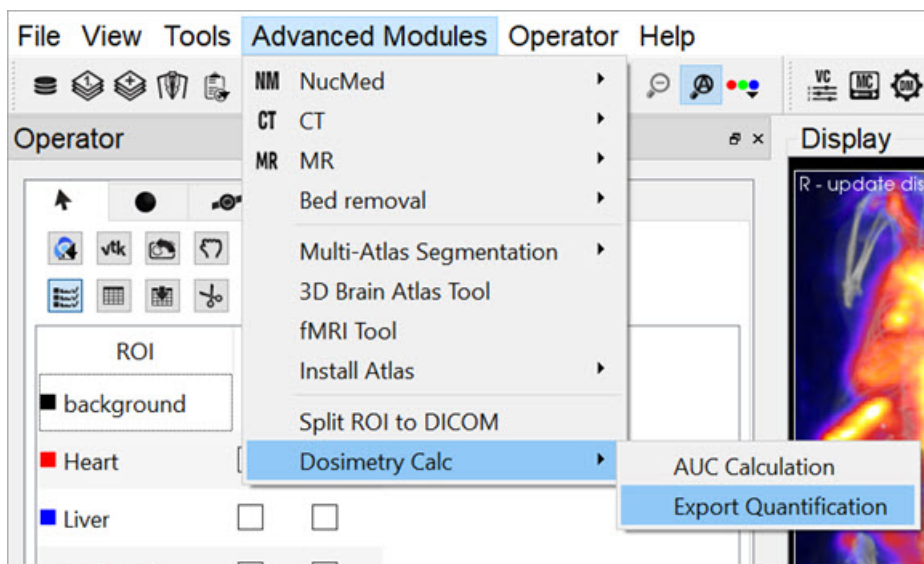 File View Tools Advanced Modules Operator Help
NM NucMed
CT CT
MR MR
Bed removal
Multi-Atlas Segmentation
3D Brain Atlas Tool
fMRI Tool
Install Atlas
Split ROI to DICOM
Dosimetry Calc
AUC Calculation
Export Quantification
VC MC DM
Operator
√tk
ROI
background
Heart
Liver
Display
R - update dis